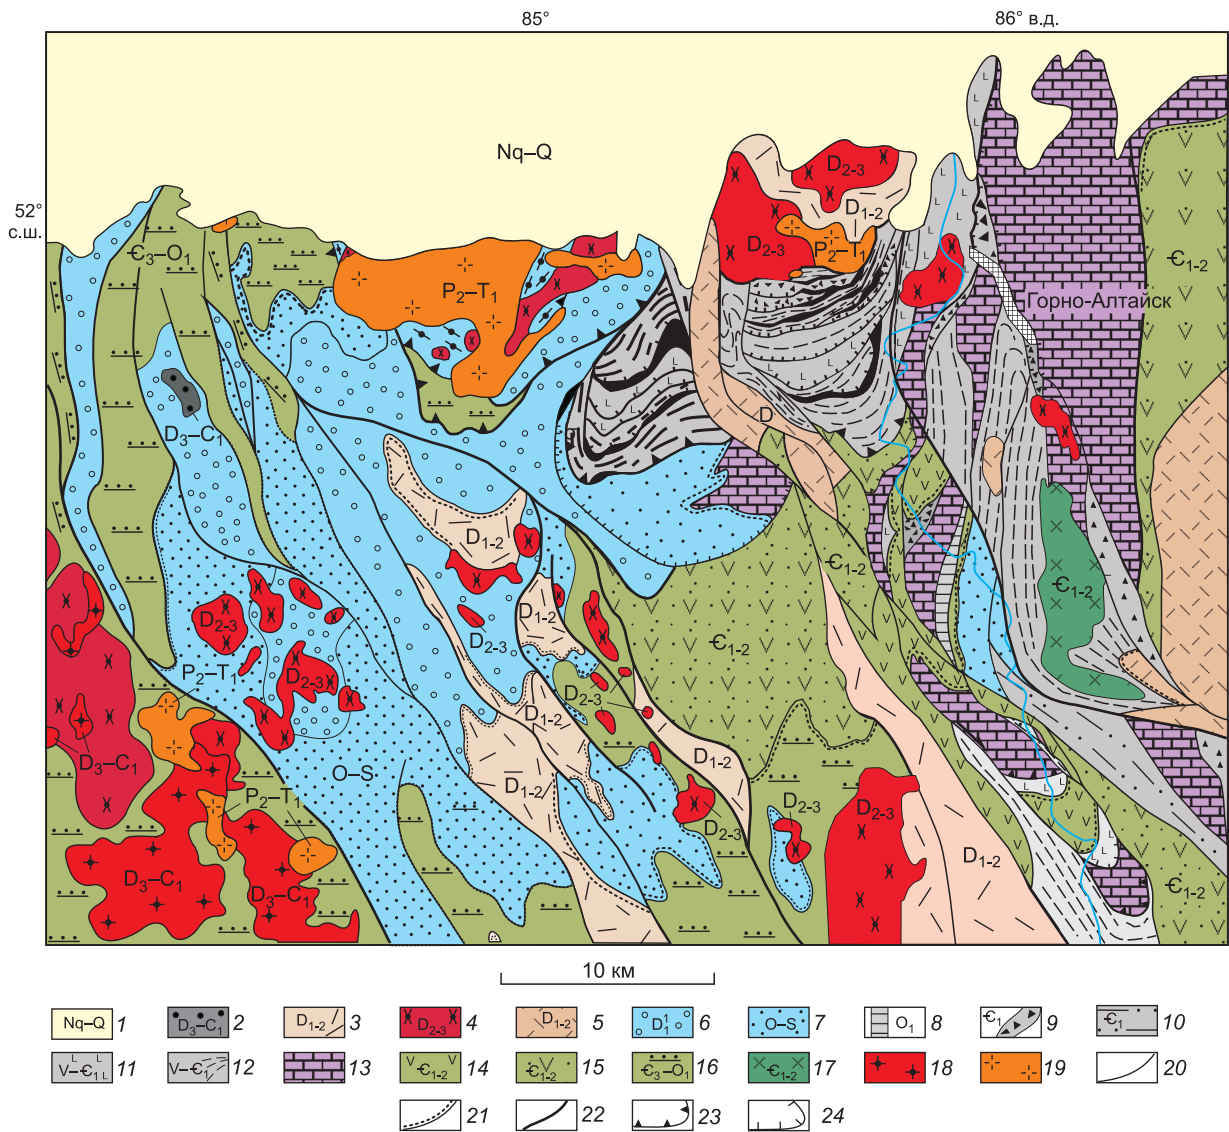 85° 86° в.д.
Nq–Q
D₂₋₃
52°
с.ш.
Є₃–O₁
D₁₋₂
D₂₋₃
P₂–T₁
Є₁₋₂
P₂–T₁
Горно-Алтайск
D
D₃–C₁
D₁₋₂
Є₁₋₂
Є₁₋₂
D₁₋₂
D₂₋₃
D₂₋₃
Є₁₋₂
P₂–T₁
D₂₋₃
D₂₋₃
D₁₋₂
O–S
D₃–C₁
D₁₋₂
D₁₋₂
P₂–T₁
D₂₋₃
D₂₋₃
D₂₋₃
D₁₋₂
D₃–C₁
D₃–C₁
Є₁₋₂
10 км
Nq–Q 1 D₃–C₁ 2 D₁₋₂ 3 D₂₋₃ 4 D₁₋₂ 5 D₁¹ 6 O–S 7 O₁ 8 Є₁ 9 Є₁ 10
V–Є₁ 11 V–Є₁ 12 13 Є₁₋₂ 14 Є₁₋₂ 15 Є₃–O₁ 16 Є₁₋₂ 17 18 19 20
21 22 23 24